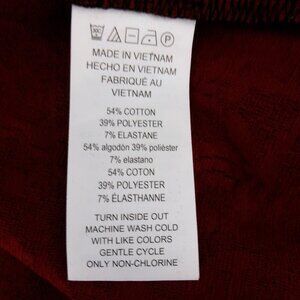 MADE IN VIETNAM
HECHO EN VIETNAM
FABRIQUÉ AU
VIETNAM
54% COTTON
39% POLYESTER
7% ELASTANE
54% algodón 39% poliéster
7% elastano
54% COTON
39% POLYESTER
7% ÉLASTHANNE
TURN INSIDE OUT
MACHINE WASH COLD
WITH LIKE COLORS
GENTLE CYCLE
ONLY NON-CHLORINE